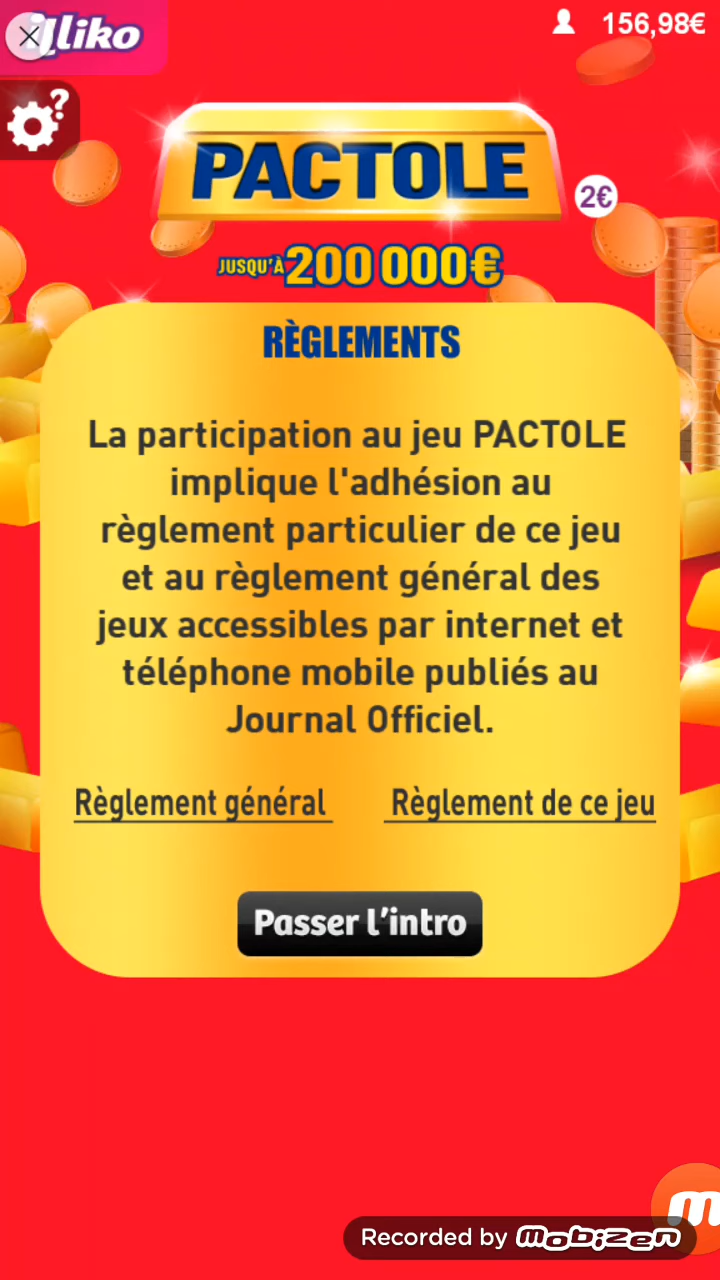 illiko
156,98€
?
PACTOLE
2€
JUSQU'À 200 000€
RÈGLEMENTS
La participation au jeu PACTOLE
implique l'adhésion au
règlement particulier de ce jeu
et au règlement général des
jeux accessibles par internet et
téléphone mobile publiés au
Journal Officiel.
Règlement général Règlement de ce jeu
Passer l'intro
m
Recorded by mobizen